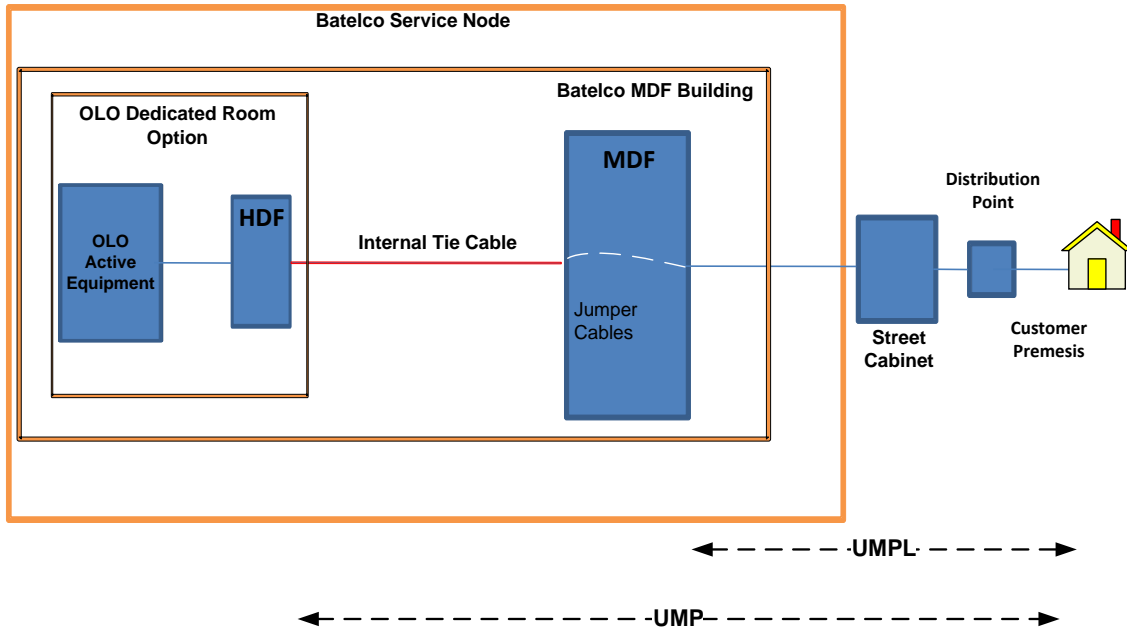 Batelco Service Node
Batelco MDF Building
OLO Dedicated Room
Option
MDF
Distribution
Point
HDF
OLO
Active
Equipment
Internal Tie Cable
Jumper
Cables
Street
Cabinet
Customer
Premesis
UMPL
UMP